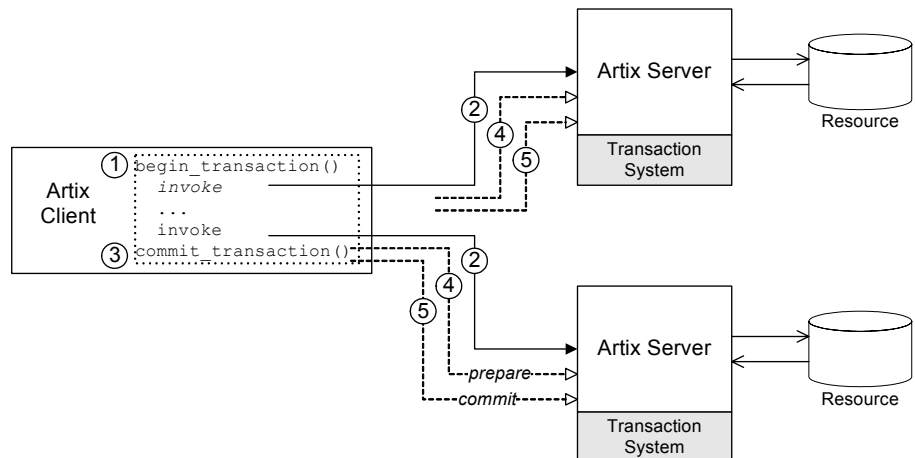 Artix Server
Transaction
System
Resource
2
4
5
Artix
Client
1
begin_transaction()
invoke
...
invoke
3
commit_transaction()
2
4
5
prepare
commit
Artix Server
Transaction
System
Resource